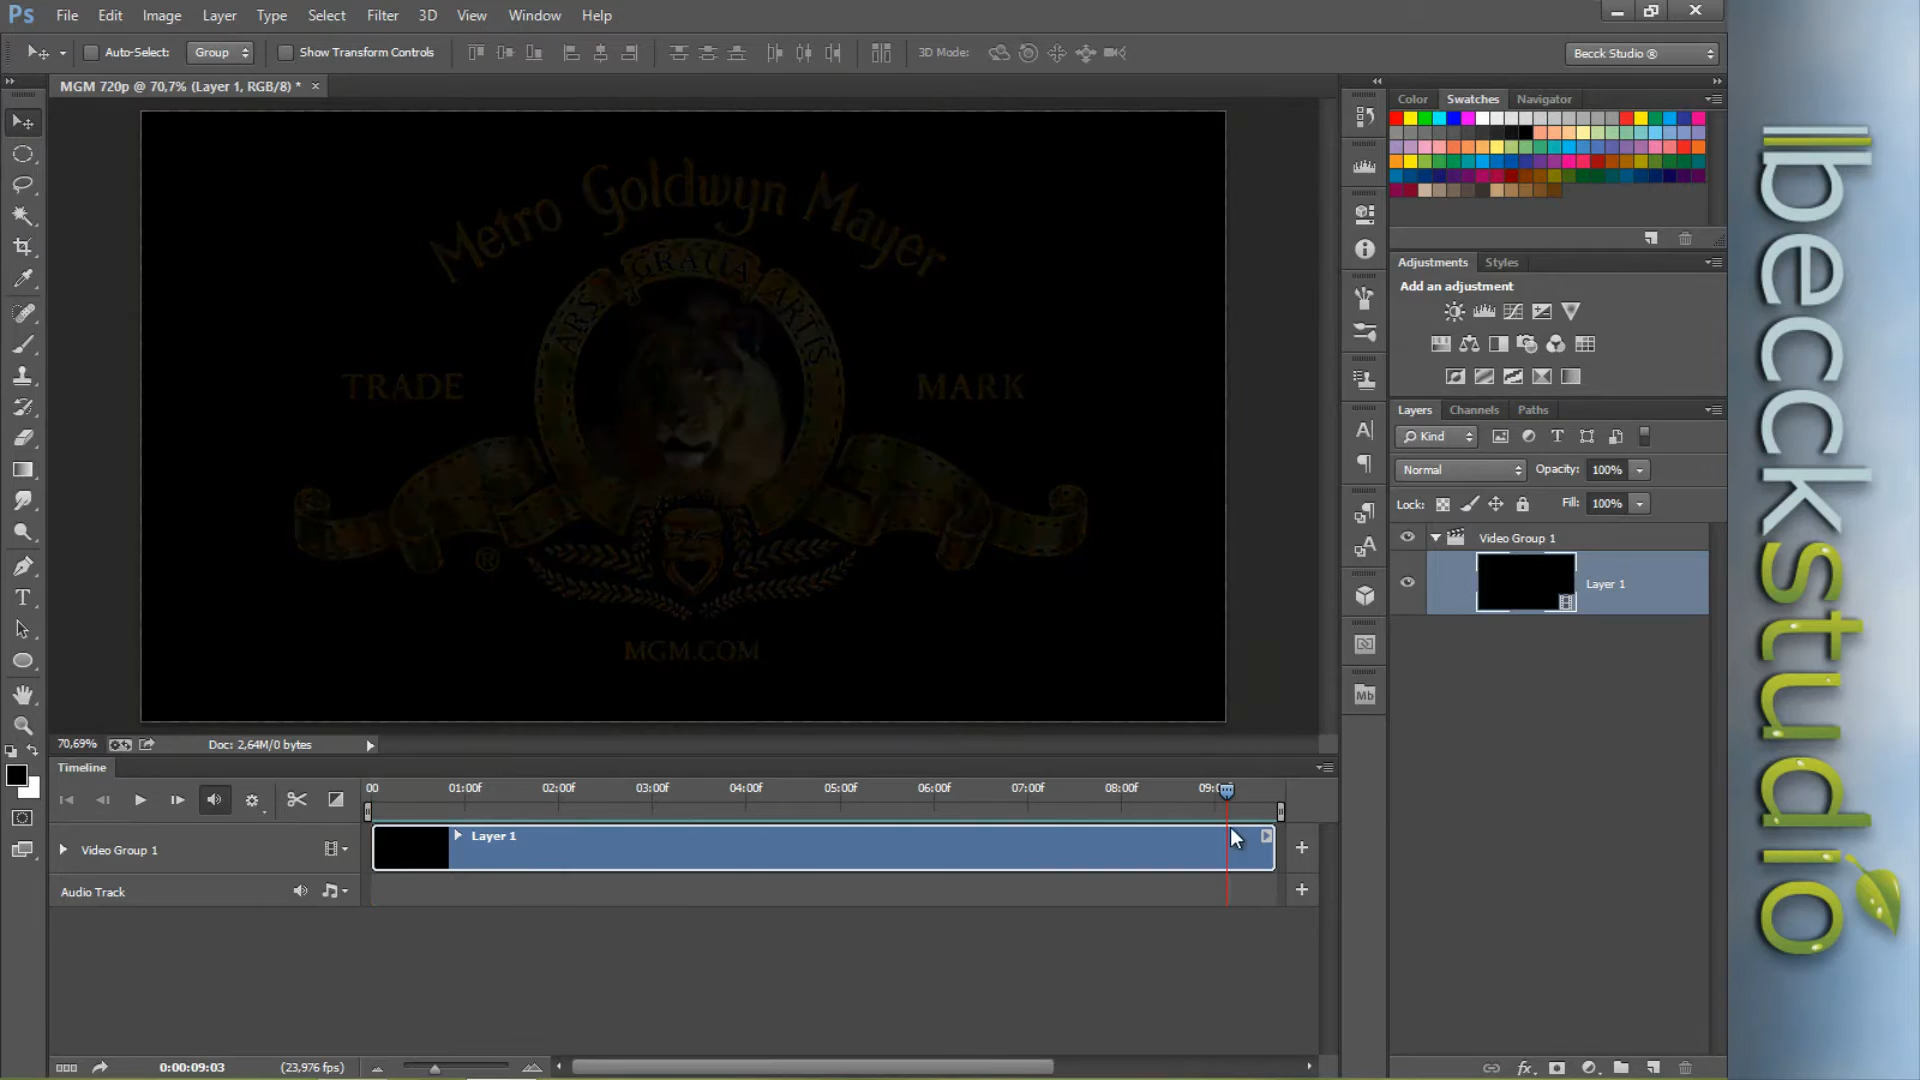 Ps File Edit Image Layer Type Select Filter 3D View Window Help
Auto-Select: Group Show Transform Controls 3D Mode: Becck Studio ®
MGM 720p @ 70,7% (Layer 1, RGB/8) * ×
Color Swatches Navigator
Metro Goldwyn Mayer
ARS GRATIA ARTIS
TRADE MARK
®
MGM.COM
Adjustments Styles
Add an adjustment
Layers Channels Paths
Kind
Normal Opacity: 100%
Lock: Fill: 100%
Video Group 1
Layer 1
Mb
70,69% Doc: 2,64M/0 bytes
Timeline
00 01:00f 02:00f 03:00f 04:00f 05:00f 06:00f 07:00f 08:00f 09:0
Layer 1
Video Group 1
Audio Track
0:00:09:03 (23,976 fps)
fx
becckstudio